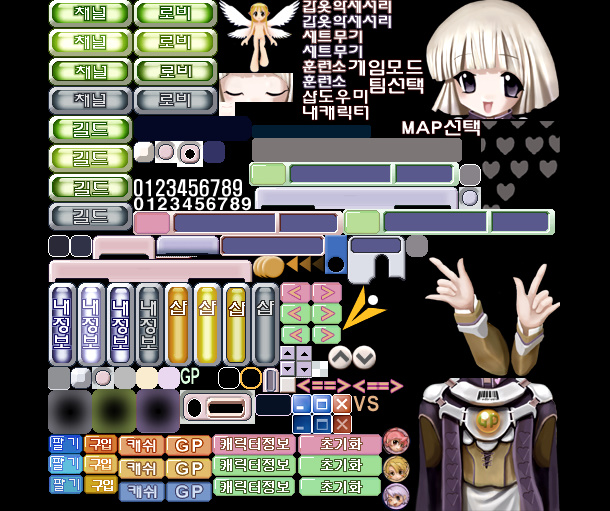 채널 로비 갑옷악세서리
갑옷악세서리
채널 로비 세트무기
세트무기
채널 로비 훈련소게임모드
훈련소 팀선택
채널 로비 샵도우미
내캐릭터
길드 MAP선택
길드
길드 0123456789
0123456789
길드
내정보 내정보 내정보 내정보 샵 샵 샵 샵
< >
< >
< >
GP
<==><==>
VS
팔기 구입 캐쉬 GP 캐릭터정보 초기화
팔기 구입 캐쉬 GP 캐릭터정보 초기화
팔기 구입 캐쉬 GP 캐릭터정보 초기화